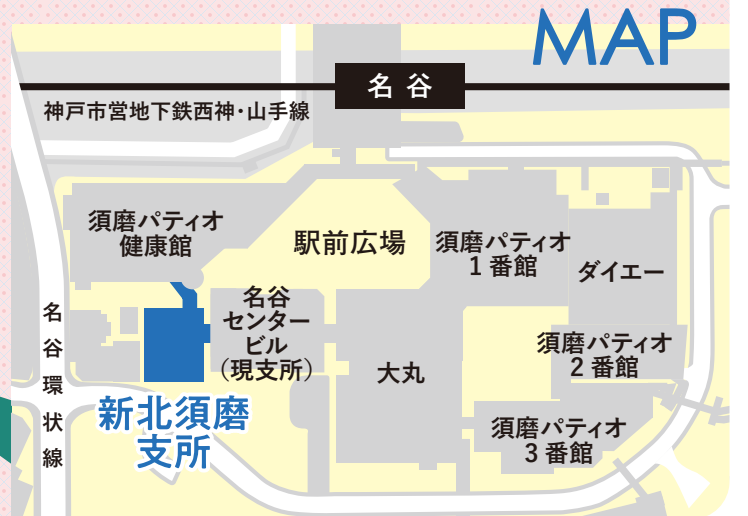 MAP
名谷
神戸市営地下鉄西神・山手線
須磨パティオ
健康館
駅前広場
須磨パティオ
1番館
ダイエー
名谷
センター
ビル
（現支所）
大丸
須磨パティオ
2番館
須磨パティオ
3番館
新北須磨
支所
名谷環状線